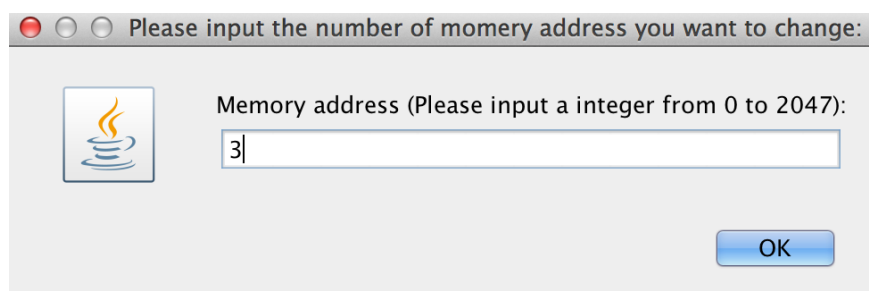 Please input the number of momery address you want to change:
Memory address (Please input a integer from 0 to 2047):
3
OK